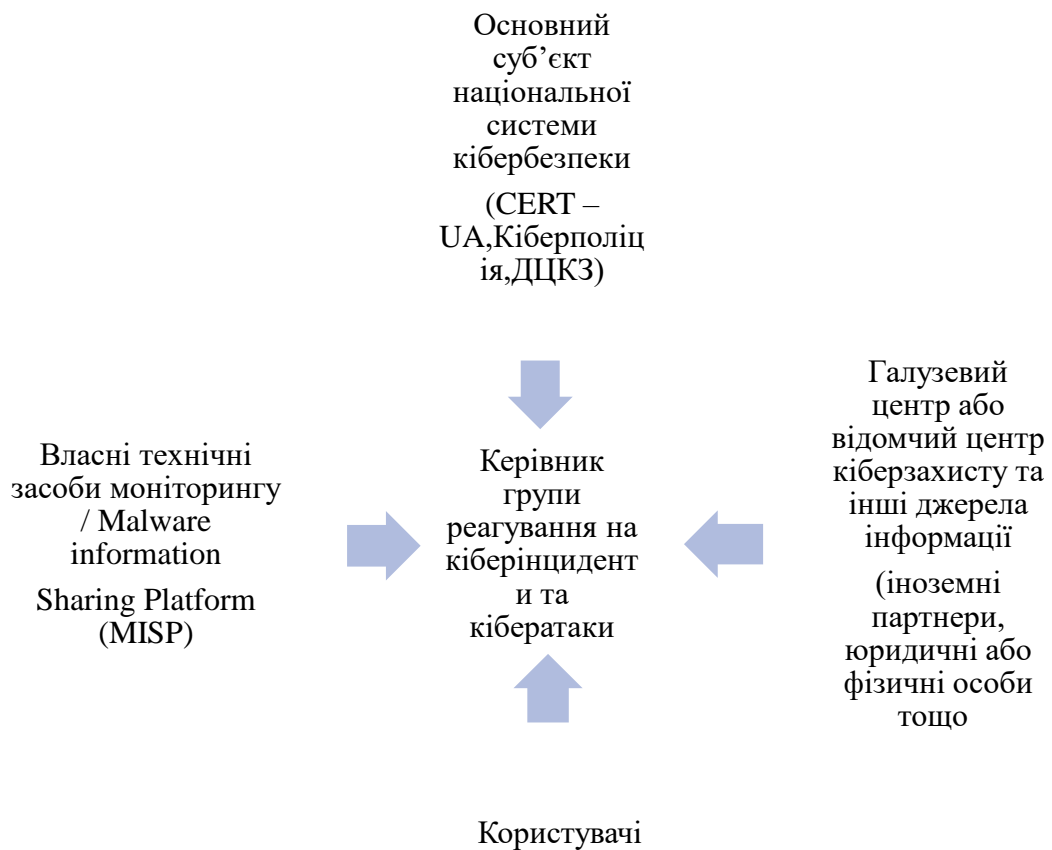 Основний
суб’єкт
національної
системи
кібербезпеки
(CERT –
UA,Кіберполіц
ія,ДЦКЗ)
Власні технічні
засоби моніторингу
/ Malware
information
Sharing Platform
(MISP)
Керівник
групи
реагування на
кіберінцидент
и та
кібератаки
Галузевий
центр або
відомчий центр
кіберзахисту та
інші джерела
інформації
(іноземні
партнери,
юридичні або
фізичні особи
тощо
Користувачі